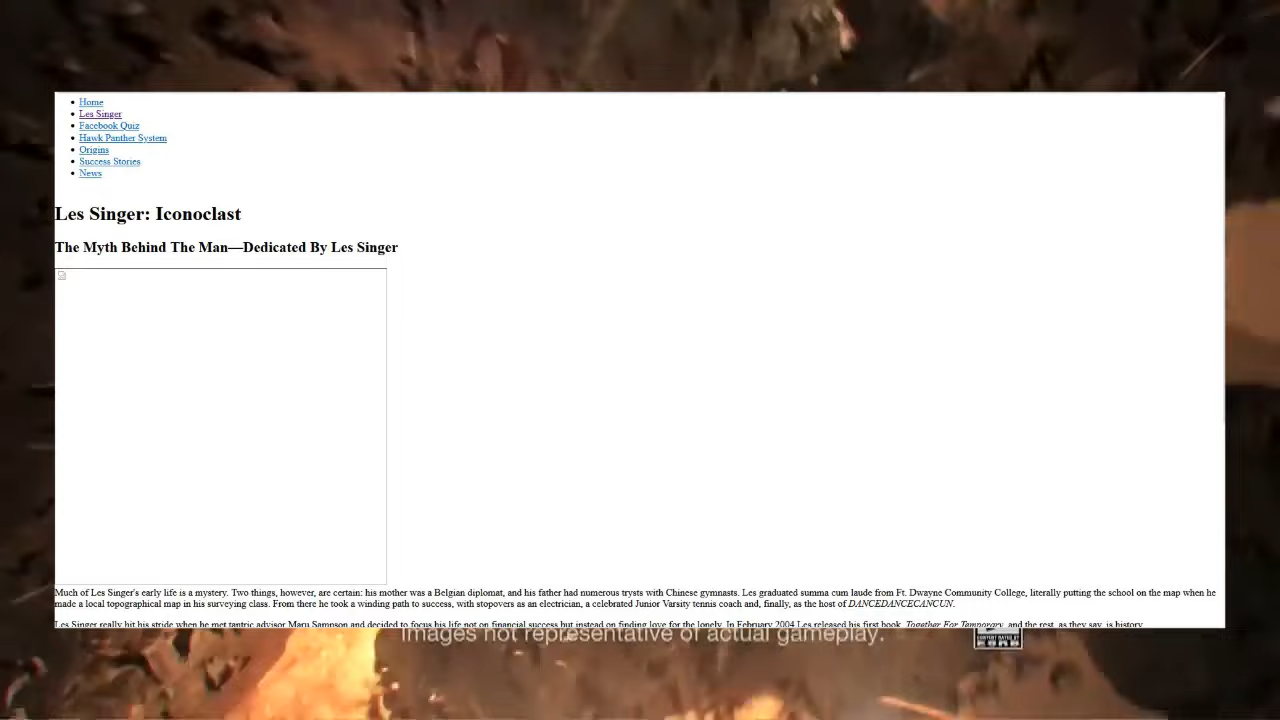 Home
Les Singer
Facebook Quiz
Hawk Panther System
Origins
Success Stories
News
Les Singer: Iconoclast
The Myth Behind The Man—Dedicated By Les Singer
Much of Les Singer's early life is a mystery. Two things, however, are certain: his mother was a Belgian diplomat, and his father had numerous trysts with Chinese gymnasts. Les graduated summa cum laude from Ft. Dwayne Community College, literally putting the school on the map when he
made a local topographical map in his surveying class. From there he took a winding path to success, with stopovers as an electrician, a celebrated Junior Varsity tennis coach and, finally, as the host of DANCEDANCECANCUN.
Les Singer really hit his stride when he met tantric advisor Maru Sampson and decided to focus his life not on financial success but instead on finding love for the lonely. In February 2004 Les released his first book, Together For Temporary, and the rest, as they say, is history.
Images not representative of actual gameplay.
CONTENT RATED BY
ESRB